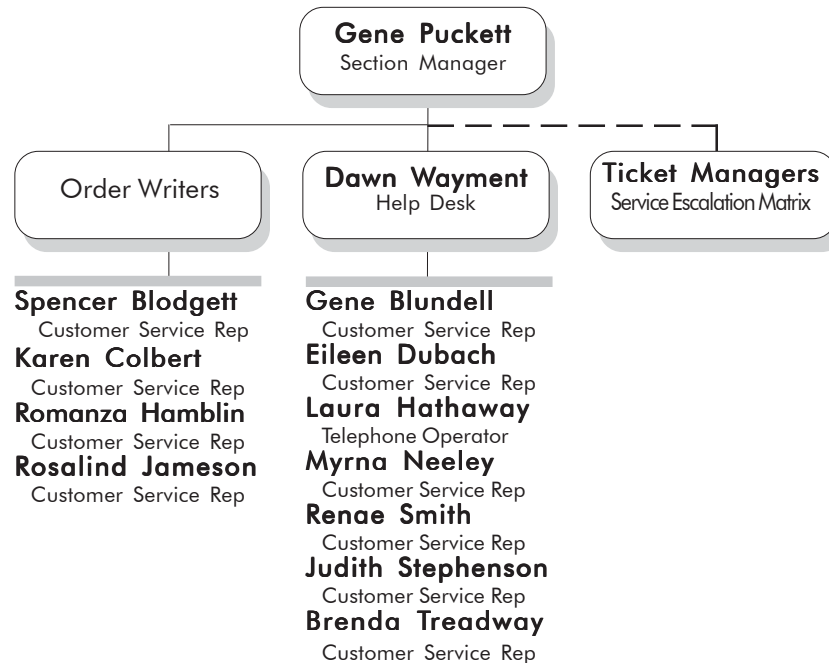 Gene Puckett
Section Manager
Order Writers
Dawn Wayment
Help Desk
Ticket Managers
Service Escalation Matrix
Spencer Blodgett
Customer Service Rep
Karen Colbert
Customer Service Rep
Romanza Hamblin
Customer Service Rep
Rosalind Jameson
Customer Service Rep
Gene Blundell
Customer Service Rep
Eileen Dubach
Customer Service Rep
Laura Hathaway
Telephone Operator
Myrna Neeley
Customer Service Rep
Renae Smith
Customer Service Rep
Judith Stephenson
Customer Service Rep
Brenda Treadway
Customer Service Rep